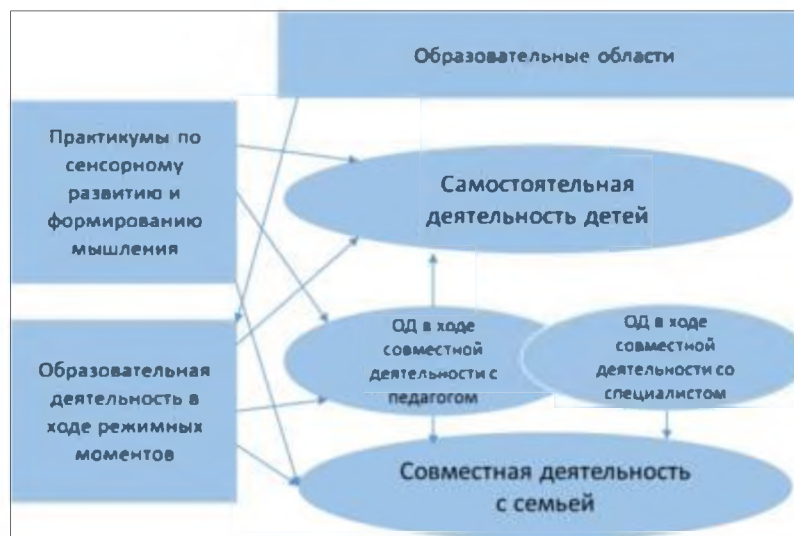 Образовательные области
Практикумы по
сенсорному
развитию и
формированию
мышления
Самостоятельная
деятельность детей
ОД в ходе
совместной
деятельности с
педагогом
ОД в ходе
совместной
деятельности со
специалистом
Образовательная
деятельность в
ходе режимных
моментов
Совместная деятельность
с семьей